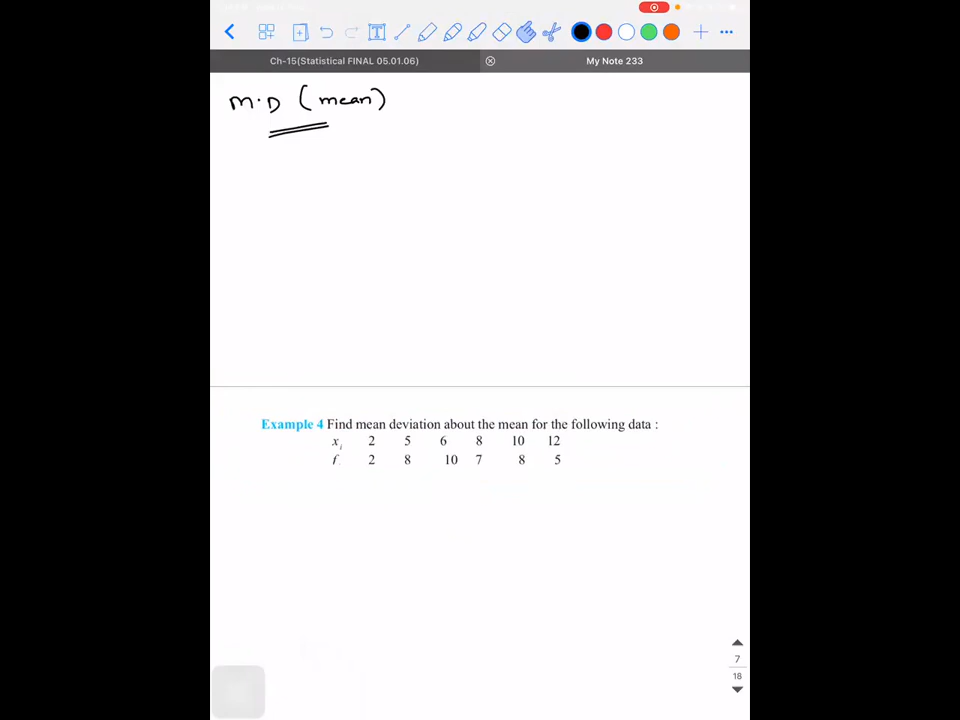 Ch-15(Statistical FINAL 05.01.06)
My Note 233
M.D (mean)
Example 4 Find mean deviation about the mean for the following data :
xi 2 5 6 8 10 12
f 2 8 10 7 8 5
7
18